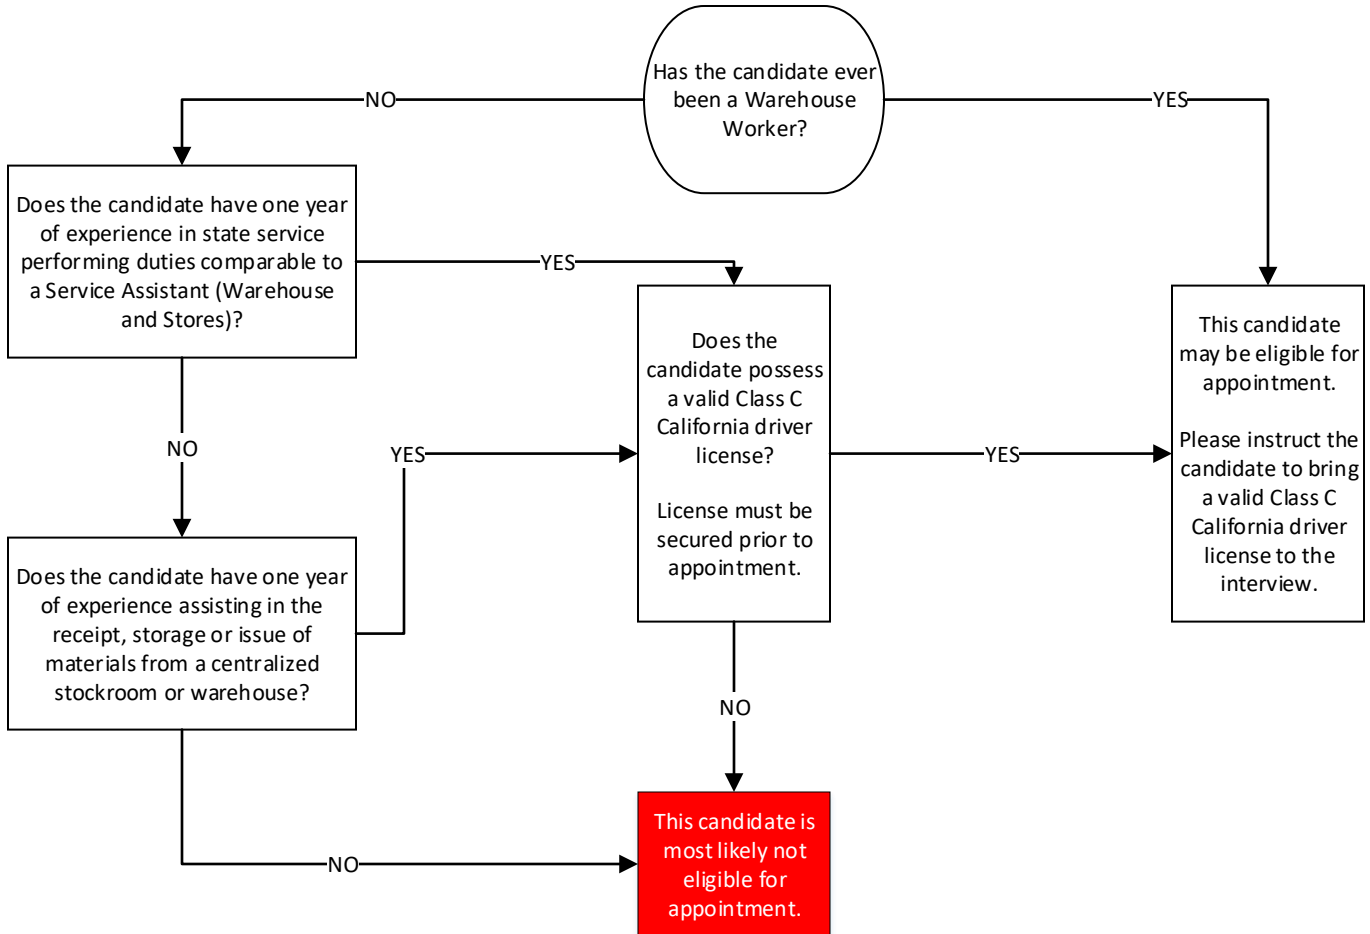 Has the candidate ever
been a Warehouse
Worker?
NO
YES
Does the candidate have one year
of experience in state service
performing duties comparable to
a Service Assistant (Warehouse
and Stores)?
YES
Does the
candidate possess
a valid Class C
California driver
license?
License must be
secured prior to
appointment.
This candidate
may be eligible for
appointment.
Please instruct the
candidate to bring
a valid Class C
California driver
license to the
interview.
NO
YES
YES
Does the candidate have one year
of experience assisting in the
receipt, storage or issue of
materials from a centralized
stockroom or warehouse?
NO
NO
This candidate is
most likely not
eligible for
appointment.